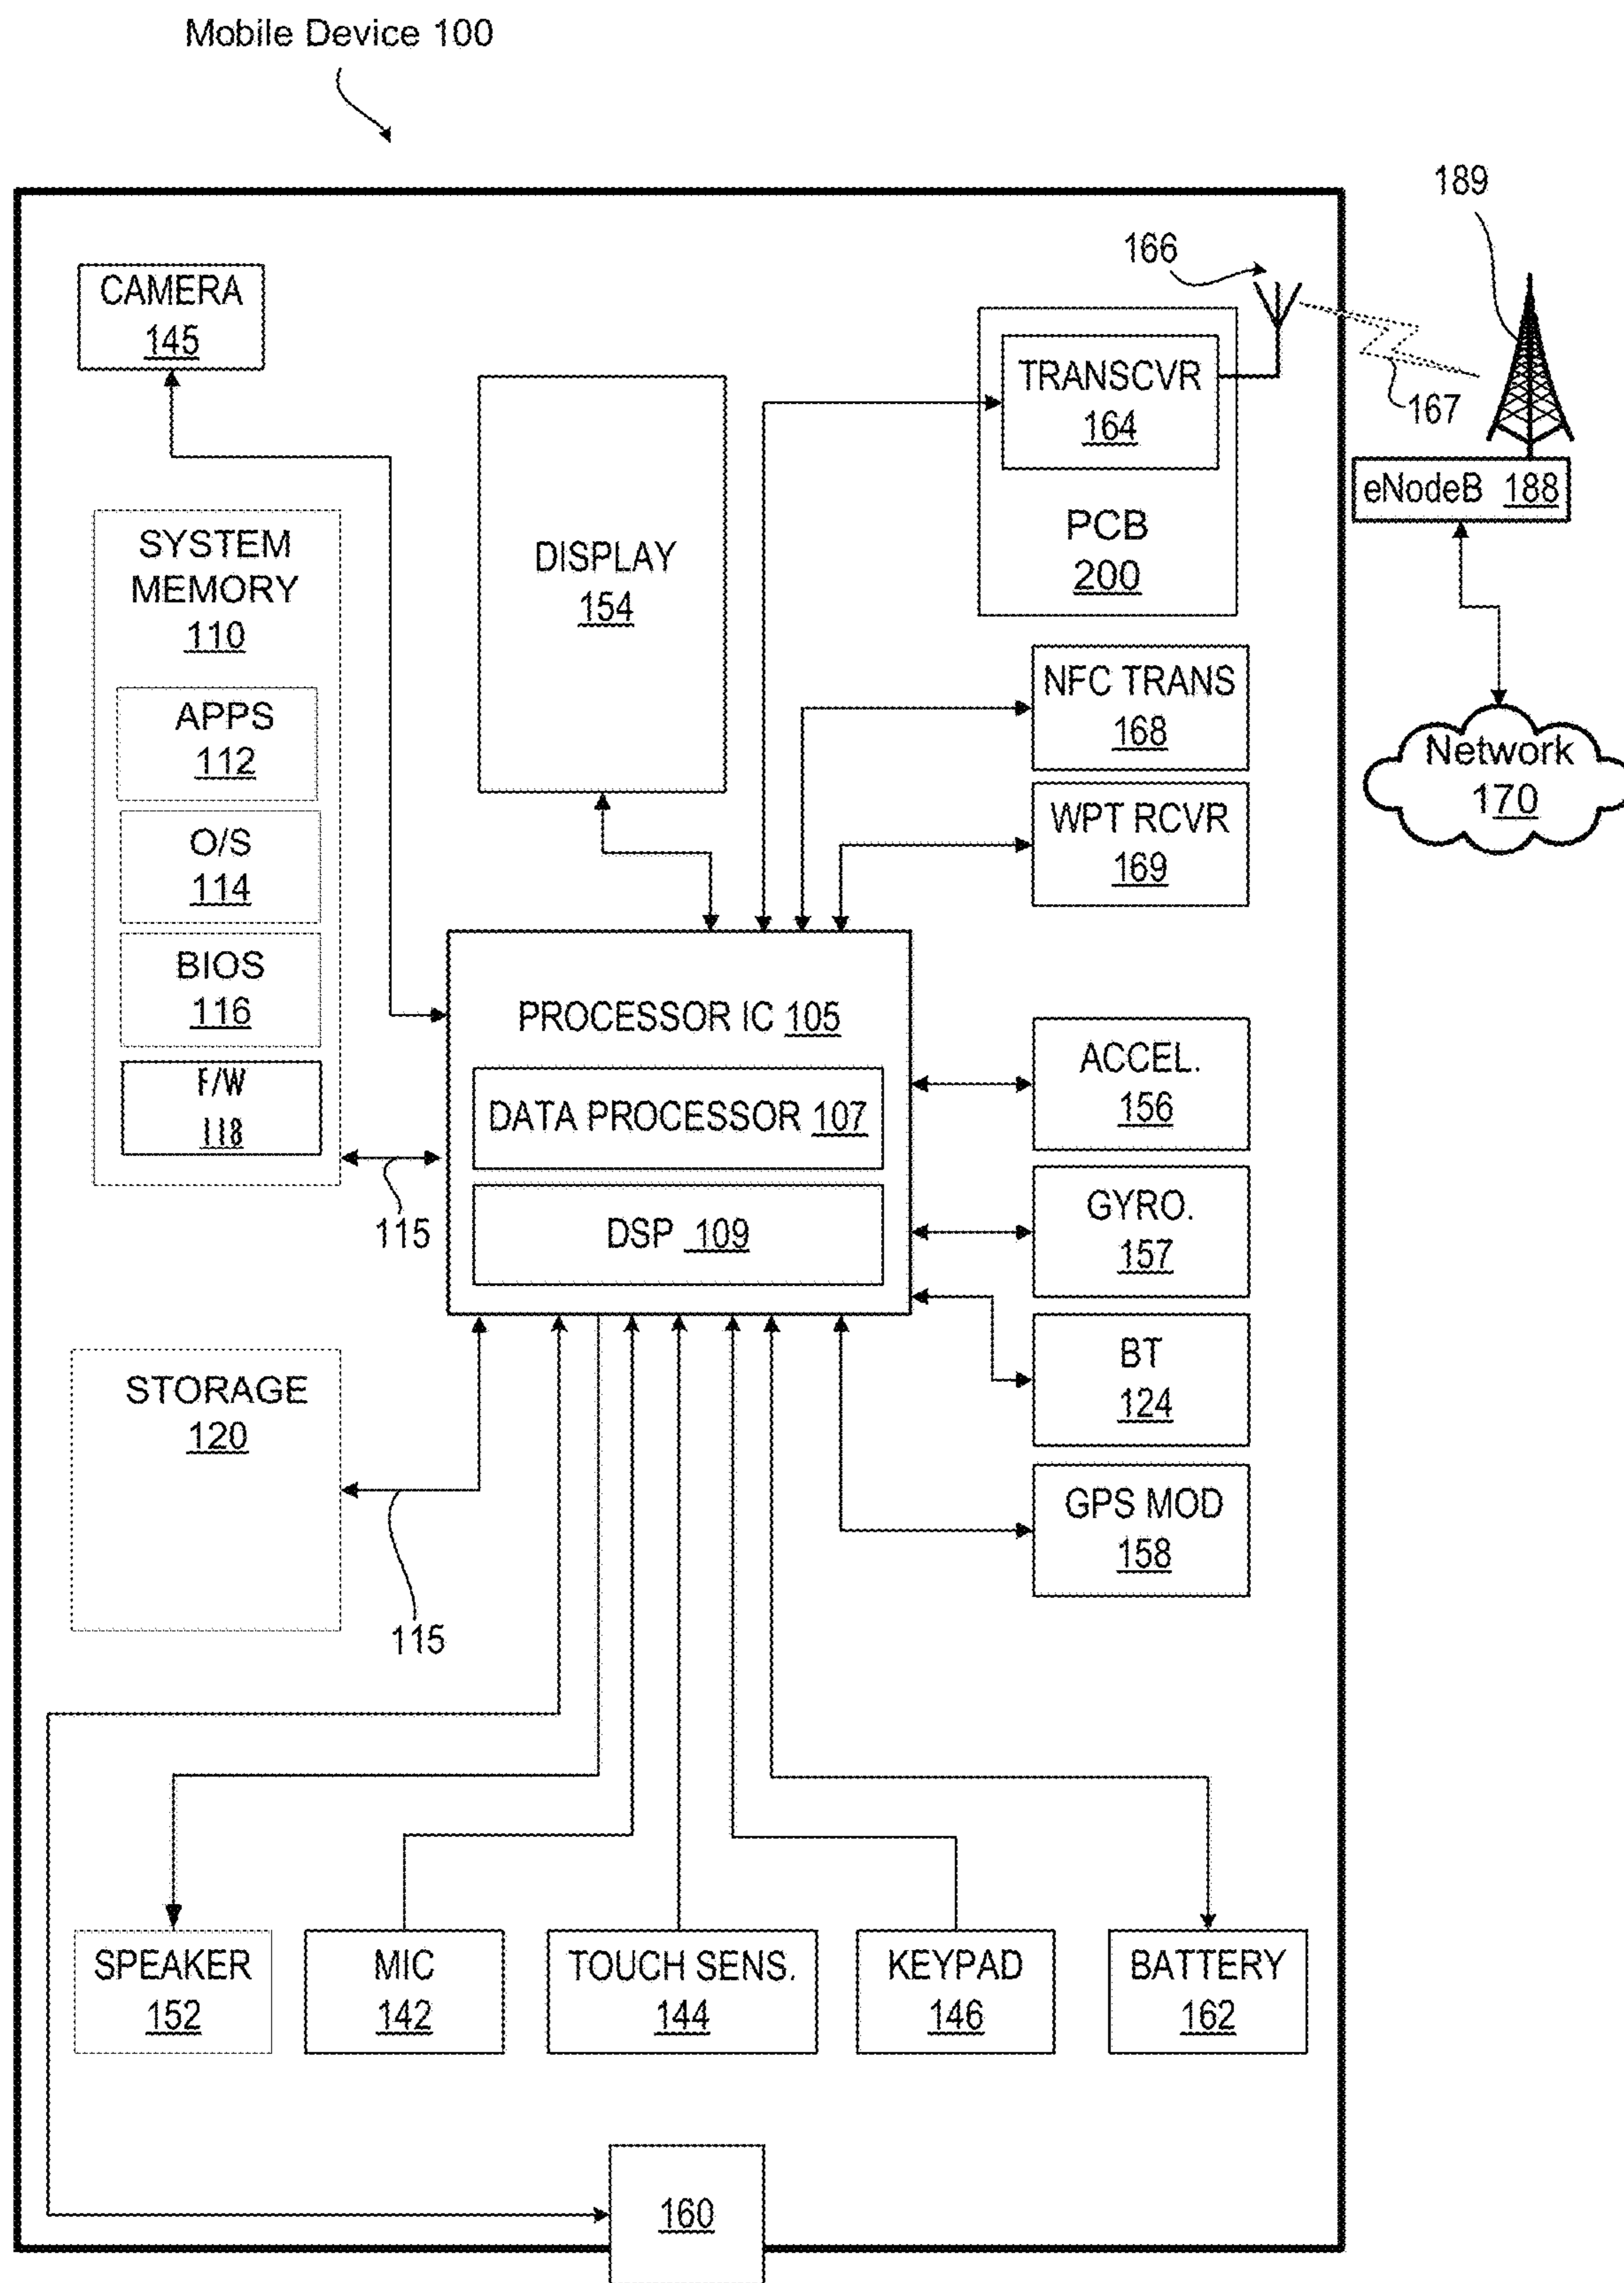 Mobile Device 100
189
166
CAMERA
145
TRANSCVR
164
167
eNodeB 188
PCB
200
SYSTEM
MEMORY
110
DISPLAY
154
NFC TRANS
168
APPS
112
Network
170
WPT RCVR
169
O/S
114
BIOS
116
PROCESSOR IC 105
ACCEL.
156
F/W
118
DATA PROCESSOR 107
115
DSP 109
GYRO.
157
BT
124
STORAGE
120
GPS MOD
158
115
SPEAKER
152
MIC
142
TOUCH SENS.
144
KEYPAD
146
BATTERY
162
160